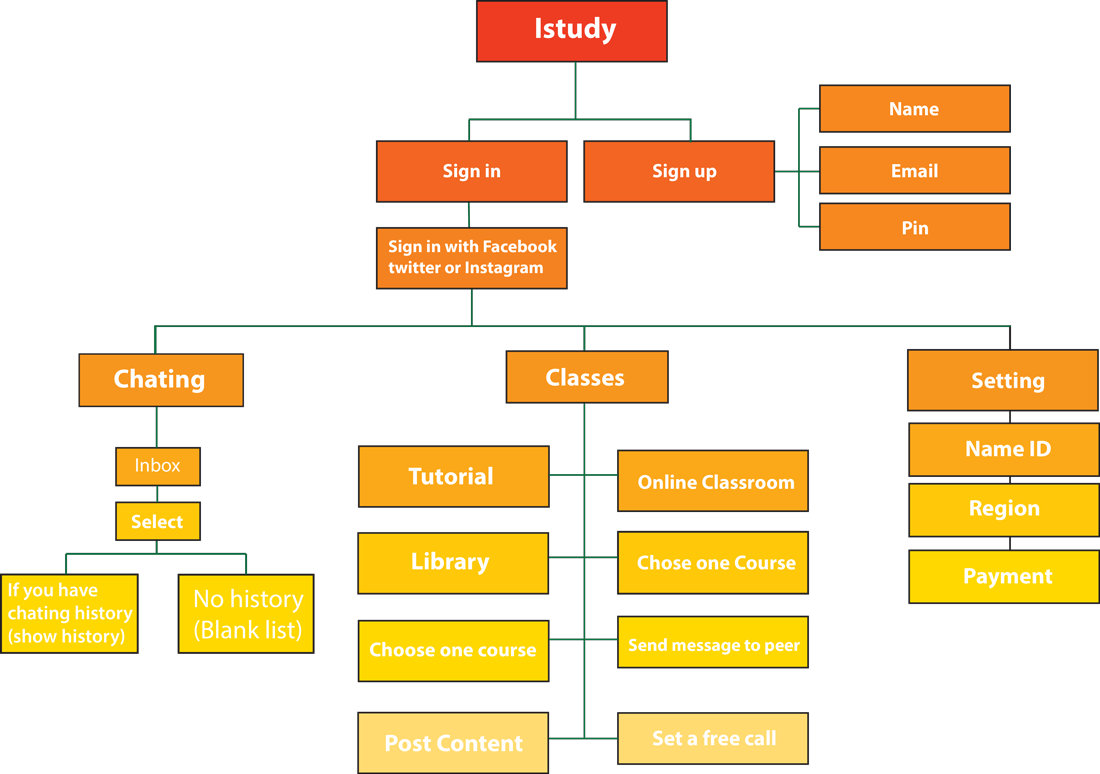 Istudy
Sign in
Sign up
Name
Email
Pin
Sign in with Facebook
twitter or Instagram
Chating
Inbox
Select
If you have
chating history
(show history)
No history
(Blank list)
Classes
Tutorial
Online Classroom
Library
Chose one Course
Choose one course
Send message to peer
Post Content
Set a free call
Setting
Name ID
Region
Payment